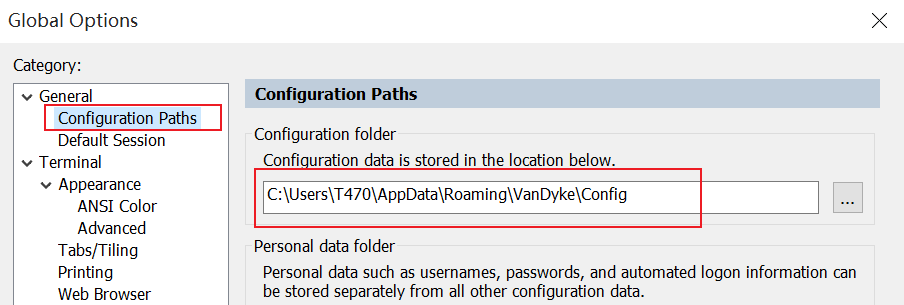 Global Options
Category:
General
Configuration Paths
Default Session
Terminal
Appearance
ANSI Color
Advanced
Tabs/Tiling
Printing
Web Browser
Configuration Paths
Configuration folder
Configuration data is stored in the location below.
C:\Users\T470\AppData\Roaming\VanDyke\Config
...
Personal data folder
Personal data such as usernames, passwords, and automated logon information can
be stored separately from all other configuration data.